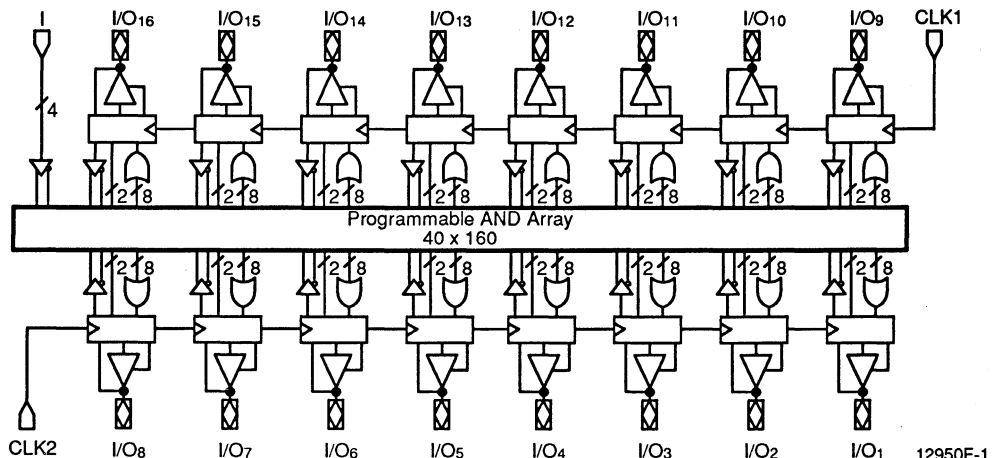 I I/O16 I/O15 I/O14 I/O13 I/O12 I/O11 I/O10 I/O9 CLK1
4
2 8 2 8 2 8 2 8 2 8 2 8 2 8 2 8
Programmable AND Array
40 x 160
2 8 2 8 2 8 2 8 2 8 2 8 2 8 2 8
CLK2 I/O8 I/O7 I/O6 I/O5 I/O4 I/O3 I/O2 I/O1 12950E-1